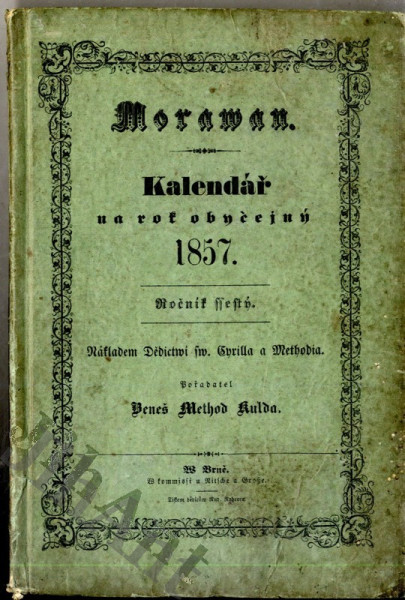 Morawan.
Kalendář
na rok obyčejný
1857.
Ročník ssestý.
Nákladem Dědictwí sw. Cyrilla a Methodia.
Pořadatel
Beneš Method Kulda.
W Brně.
W kommissí u Nitsche a Grosse.
Tiskem